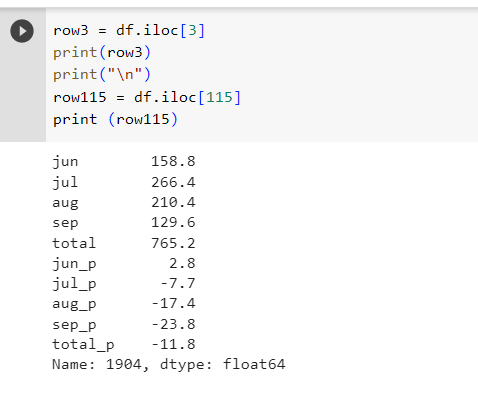 row3 = df.iloc[3]
print(row3)
print("\n")
row115 = df.iloc[115]
print (row115)
jun 158.8
jul 266.4
aug 210.4
sep 129.6
total 765.2
jun_p 2.8
jul_p -7.7
aug_p -17.4
sep_p -23.8
total_p -11.8
Name: 1904, dtype: float64